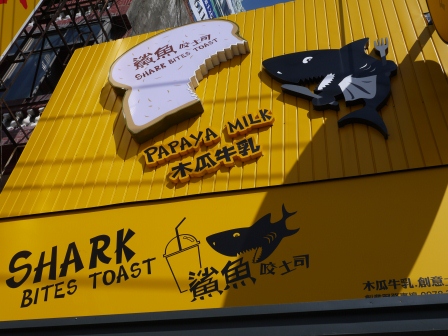 鯊魚咬土司
SHARK BITES TOAST
PAPAYA MILK
木瓜牛乳
SHARK
BITES TOAST
鯊魚咬土司
木瓜牛乳.創意